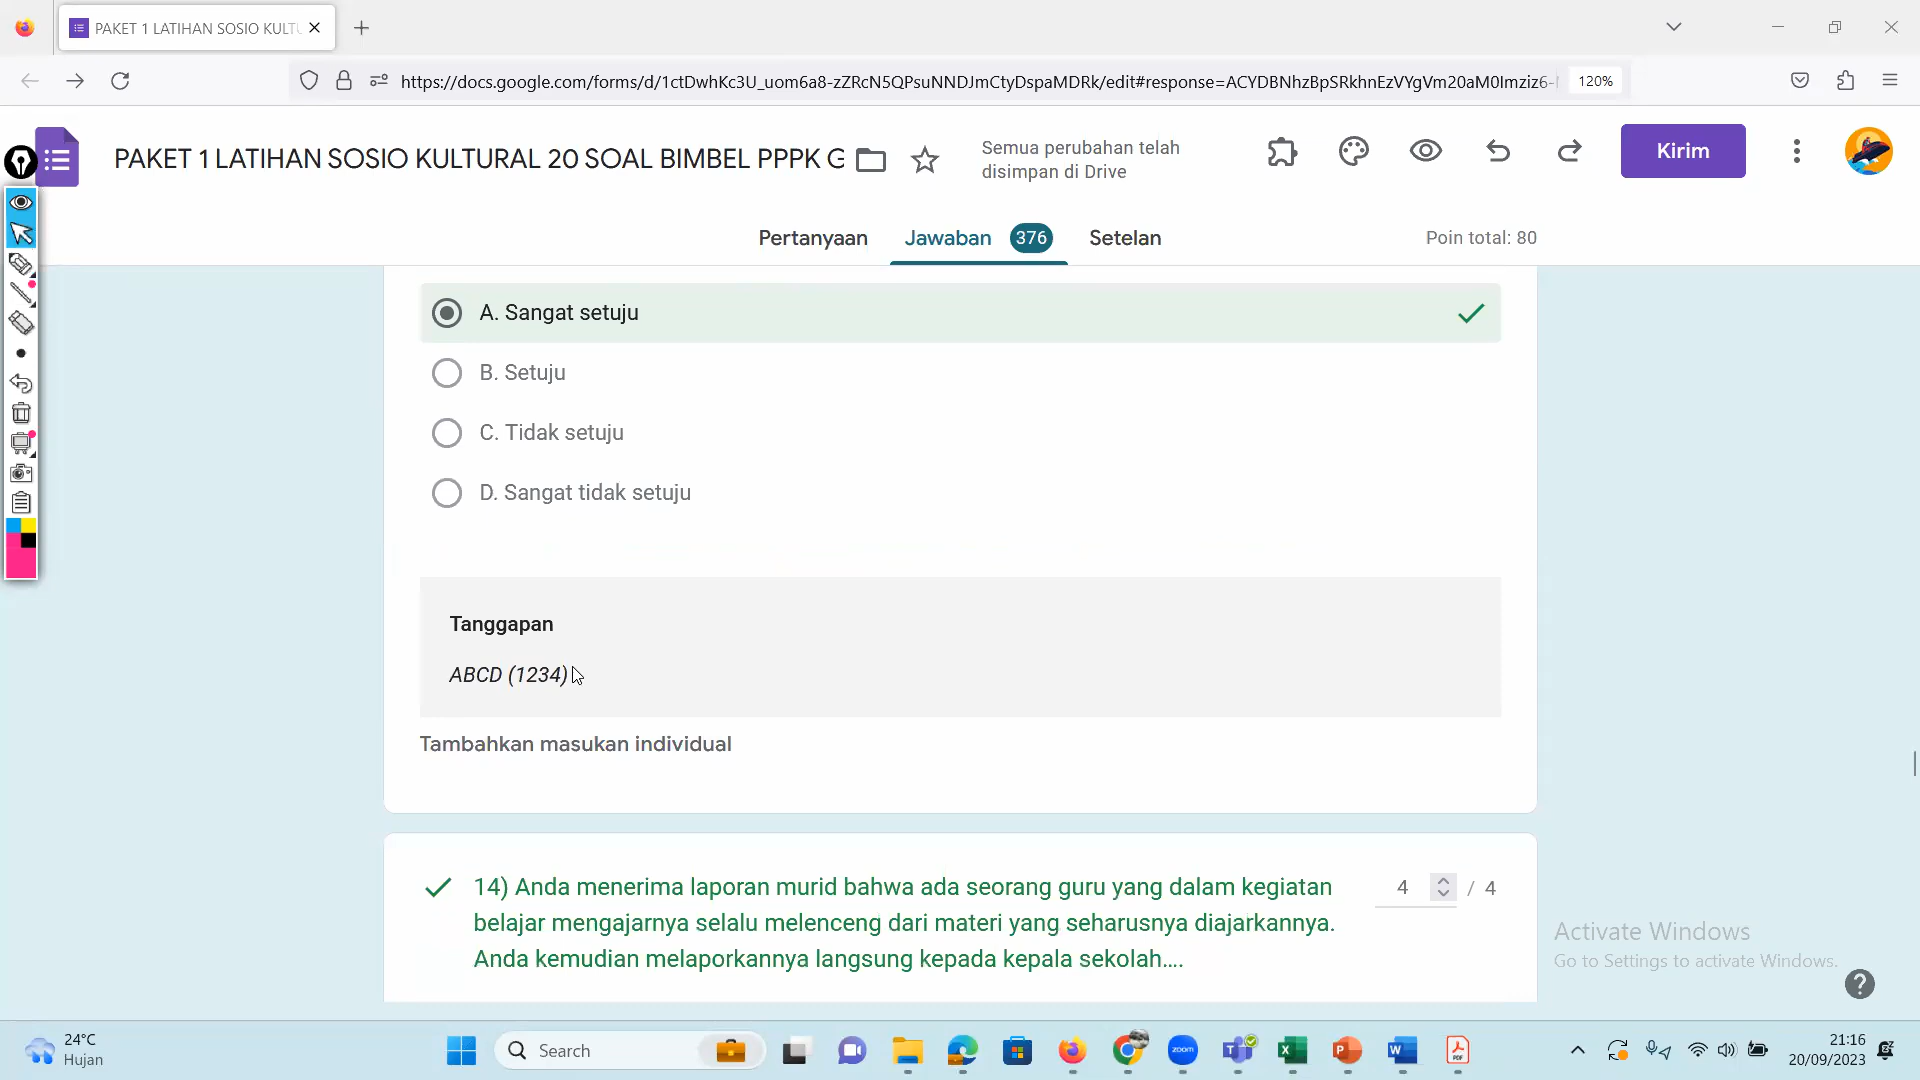 PAKET 1 LATIHAN SOSIO KULTU
https://docs.google.com/forms/d/1ctDwhKc3U_uom6a8-zZRcN5QPsuNNDJmCtyDspaMDRk/edit#response=ACYDBNhzBpSRkhnEzVYgVm20aM0Imziz6-
120%
PAKET 1 LATIHAN SOSIO KULTURAL 20 SOAL BIMBEL PPPK G
Semua perubahan telah
disimpan di Drive
Kirim
Pertanyaan
Jawaban 376
Setelan
Poin total: 80
A. Sangat setuju
B. Setuju
C. Tidak setuju
D. Sangat tidak setuju
Tanggapan
ABCD (1234)
Tambahkan masukan individual
14) Anda menerima laporan murid bahwa ada seorang guru yang dalam kegiatan
belajar mengajarnya selalu melenceng dari materi yang seharusnya diajarkannya.
Anda kemudian melaporkannya langsung kepada kepala sekolah....
4 / 4
Activate Windows
Go to Settings to activate Windows.
24°C
Hujan
Search
zoom
21:16
20/09/2023